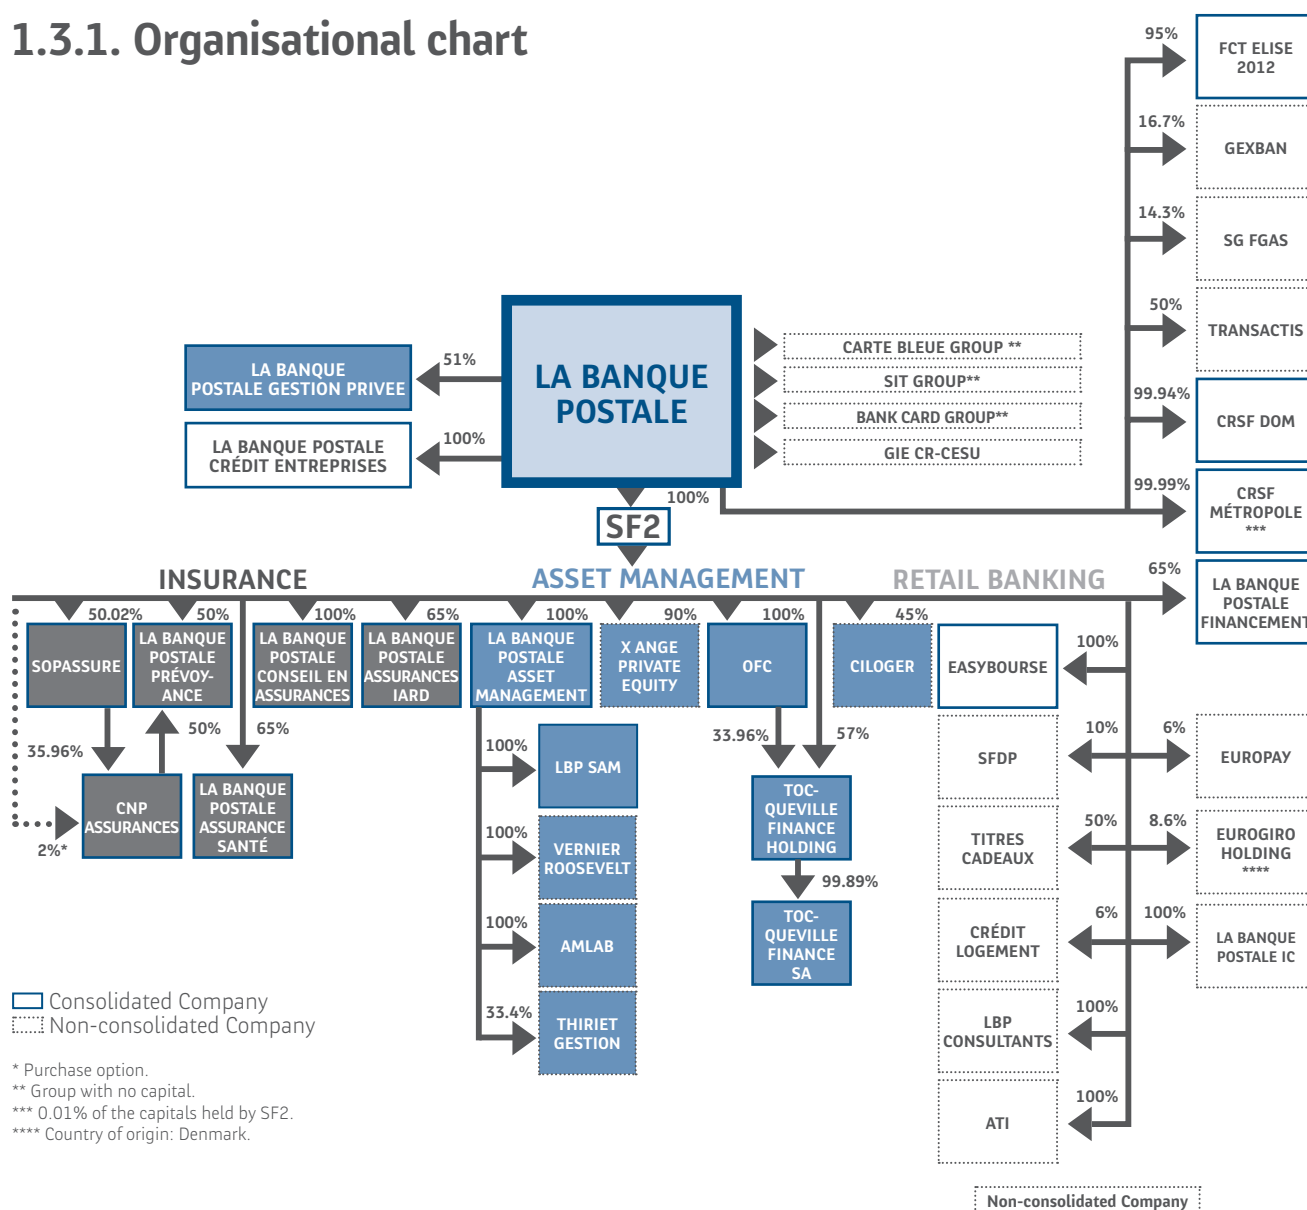 1.3.1. Organisational chart
95%
FCT ELISE
2012
16.7%
GEXBAN
14.3%
SG FGAS
50%
TRANSACTIS
99.94%
CRSF DOM
99.99%
CRSF
MÉTROPOLE
***
LA BANQUE
POSTALE GESTION PRIVEE
51%
LA BANQUE POSTALE
CRÉDIT ENTREPRISES
100%
LA BANQUE
POSTALE
CARTE BLEUE GROUP **
SIT GROUP**
BANK CARD GROUP**
GIE CR-CESU
100%
SF2
INSURANCE
ASSET MANAGEMENT
RETAIL BANKING
65%
LA BANQUE
POSTALE
FINANCEMENT
50.02%
50%
100%
65%
100%
90%
100%
45%
SOPASSURE
LA BANQUE
POSTALE
PRÉVOY-
ANCE
LA BANQUE
POSTALE
CONSEIL EN
ASSURANCES
LA BANQUE
POSTALE
ASSURANCES
IARD
LA BANQUE
POSTALE
ASSET
MANAGEMENT
X ANGE
PRIVATE
EQUITY
OFC
CILOGER
EASYBOURSE
100%
35.96%
50%
65%
2%*
CNP
ASSURANCES
LA BANQUE
POSTALE
ASSURANCE
SANTÉ
100%
LBP SAM
100%
VERNIER
ROOSEVELT
100%
AMLAB
33.4%
THIRIET
GESTION
33.96%
57%
TOC-
QUEVILLE
FINANCE
HOLDING
99.89%
TOC-
QUEVILLE
FINANCE
SA
SFDP
10%
6%
EUROPAY
TITRES
CADEAUX
50%
8.6%
EUROGIRO
HOLDING
****
CRÉDIT
LOGEMENT
6%
100%
LA BANQUE
POSTALE IC
LBP
CONSULTANTS
100%
ATI
100%
Consolidated Company
Non-consolidated Company
* Purchase option.
** Group with no capital.
*** 0.01% of the capitals held by SF2.
**** Country of origin: Denmark.
Non-consolidated Company